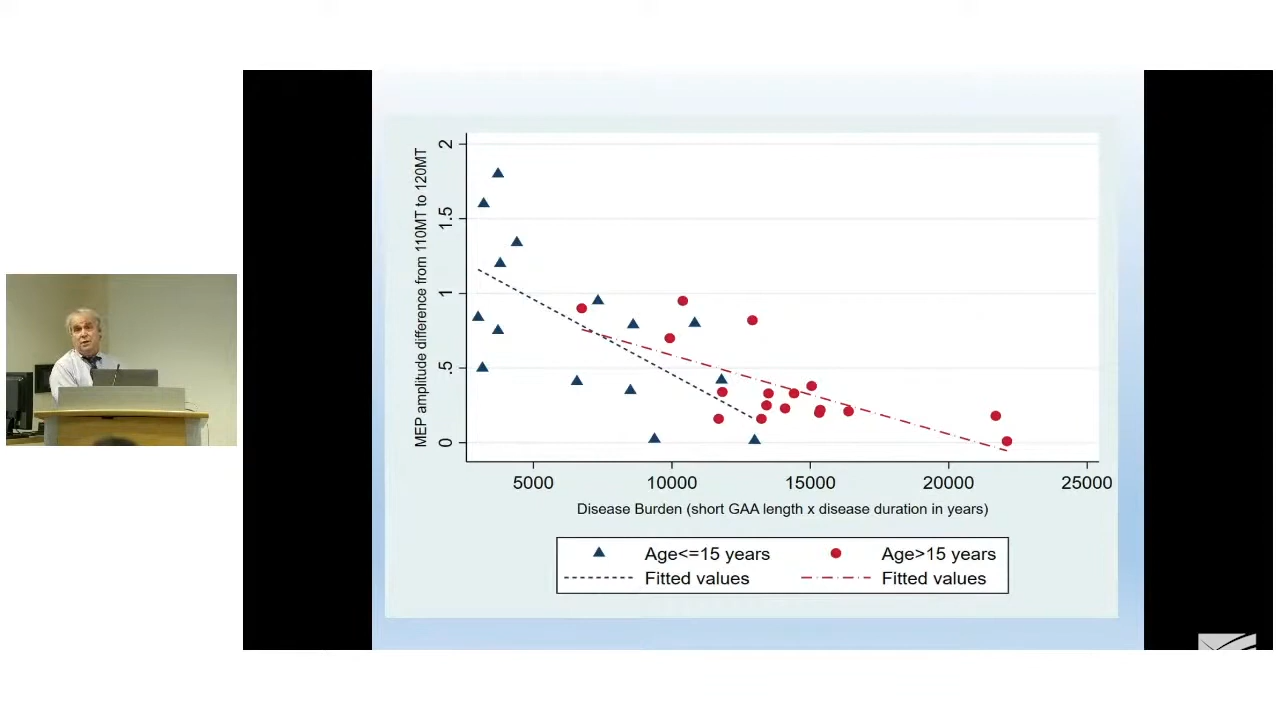 MEP amplitude difference from 110MT to 120MT
2
1.5
1
.5
0
5000 10000 15000 20000 25000
Disease Burden (short GAA length x disease duration in years)
Age<=15 years Age>15 years
Fitted values Fitted values